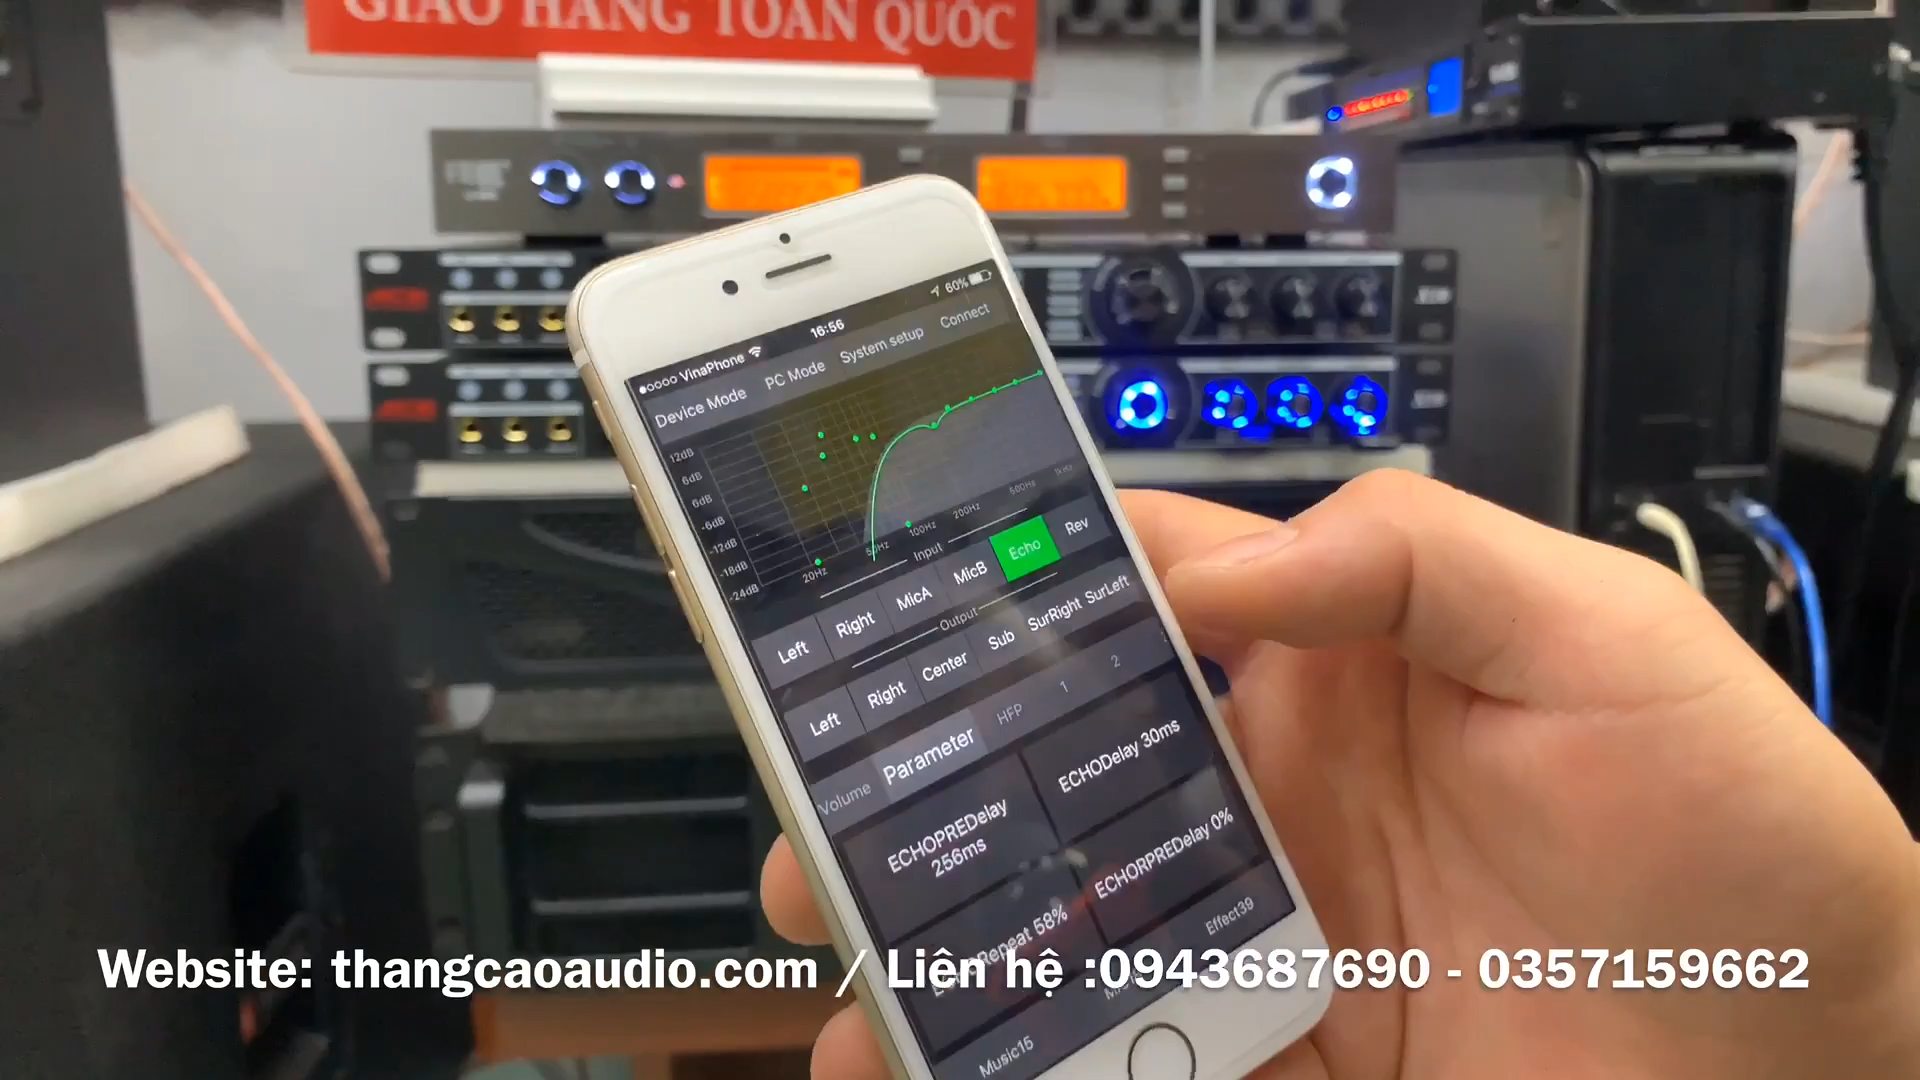 GIAO HÀNG TOÀN QUỐC
VinaPhone 16:56 60%
Device Mode PC Mode System setup Connect
12dB
6dB
6dB
-6dB
-12dB
-18dB
-24dB
20Hz 50Hz 100Hz 200Hz 500Hz 1kHz
Input
Left Right MicA MicB Echo Rev
Output
Left Right Center Sub SurRight SurLeft
Volume Parameter HFP 1 2
ECHOPREDelay 256ms ECHODelay 30ms
Repeat 58% ECHORPREDelay 0%
Music15 Effect39
Website: thangcaoaudio.com / Liên hệ :0943687690 - 0357159662